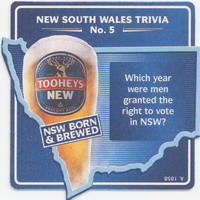 NEW SOUTH WALES TRIVIA
No. 5
TOOHEYS
NEW
NSW BORN
& BREWED
Which year
were men
granted the
right to vote
in NSW?
A 1058